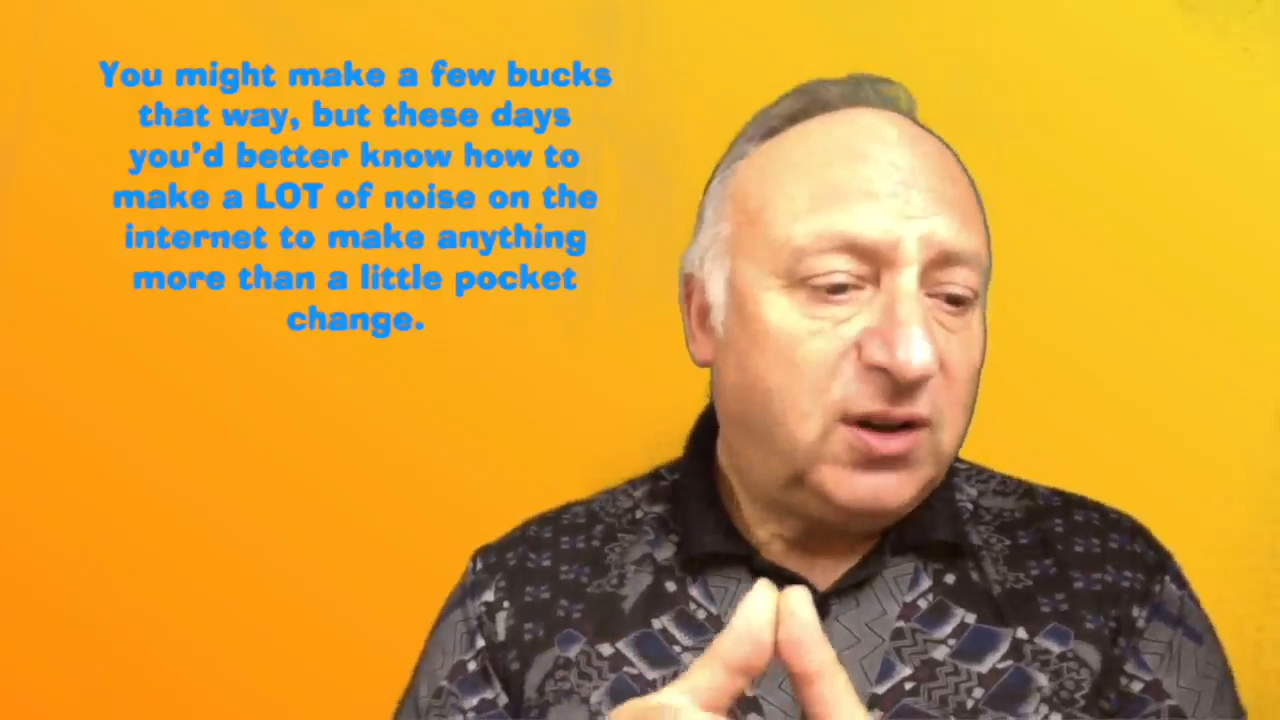 You might make a few bucks
that way, but these days
you'd better know how to
make a LOT of noise on the
internet to make anything
more than a little pocket
change.